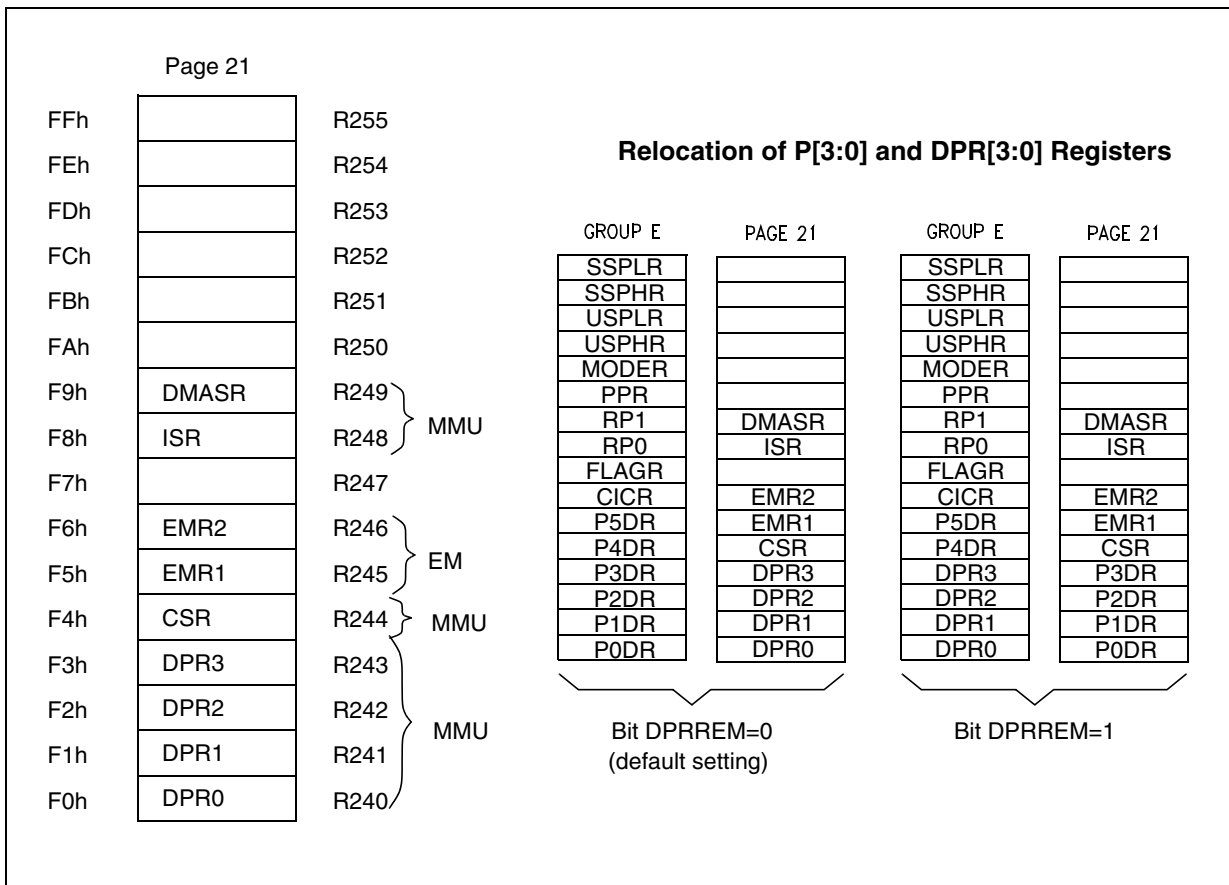 Page 21
FFh R255
FEh R254
FDh R253
FCh R252
FBh R251
FAh R250
F9h DMASR R249
F8h ISR R248
MMU
F7h R247
F6h EMR2 R246
F5h EMR1 R245
EM
F4h CSR R244 MMU
F3h DPR3 R243
F2h DPR2 R242
MMU
F1h DPR1 R241
F0h DPR0 R240
Relocation of P[3:0] and DPR[3:0] Registers
GROUP E PAGE 21 GROUP E PAGE 21
SSPLR SSPLR
SSPHR SSPHR
USPLR USPLR
USPHR USPHR
MODER MODER
PPR PPR
RP1 DMASR RP1 DMASR
RP0 ISR RP0 ISR
FLAGR FLAGR
CICR EMR2 CICR EMR2
P5DR EMR1 P5DR EMR1
P4DR CSR P4DR CSR
P3DR DPR3 DPR3 P3DR
P2DR DPR2 DPR2 P2DR
P1DR DPR1 DPR1 P1DR
P0DR DPR0 DPR0 P0DR
Bit DPRREM=0 Bit DPRREM=1
(default setting)